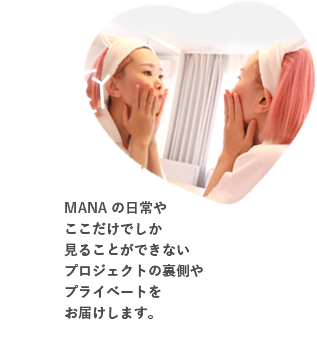 MANA の日常や
ここだけでしか
見ることができない
プロジェクトの裏側や
プライベートを
お届けします。